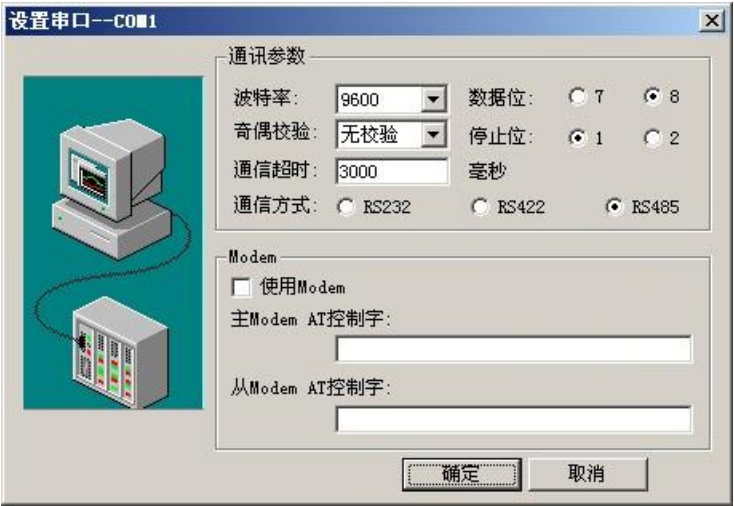 设置串口--COM1
通讯参数
波特率: 9600 数据位: 7 8
奇偶校验: 无校验 停止位: 1 2
通信超时: 3000 毫秒
通信方式: RS232 RS422 RS485
Modem
使用Modem
主Modem AT控制字:
从Modem AT控制字:
确定 取消